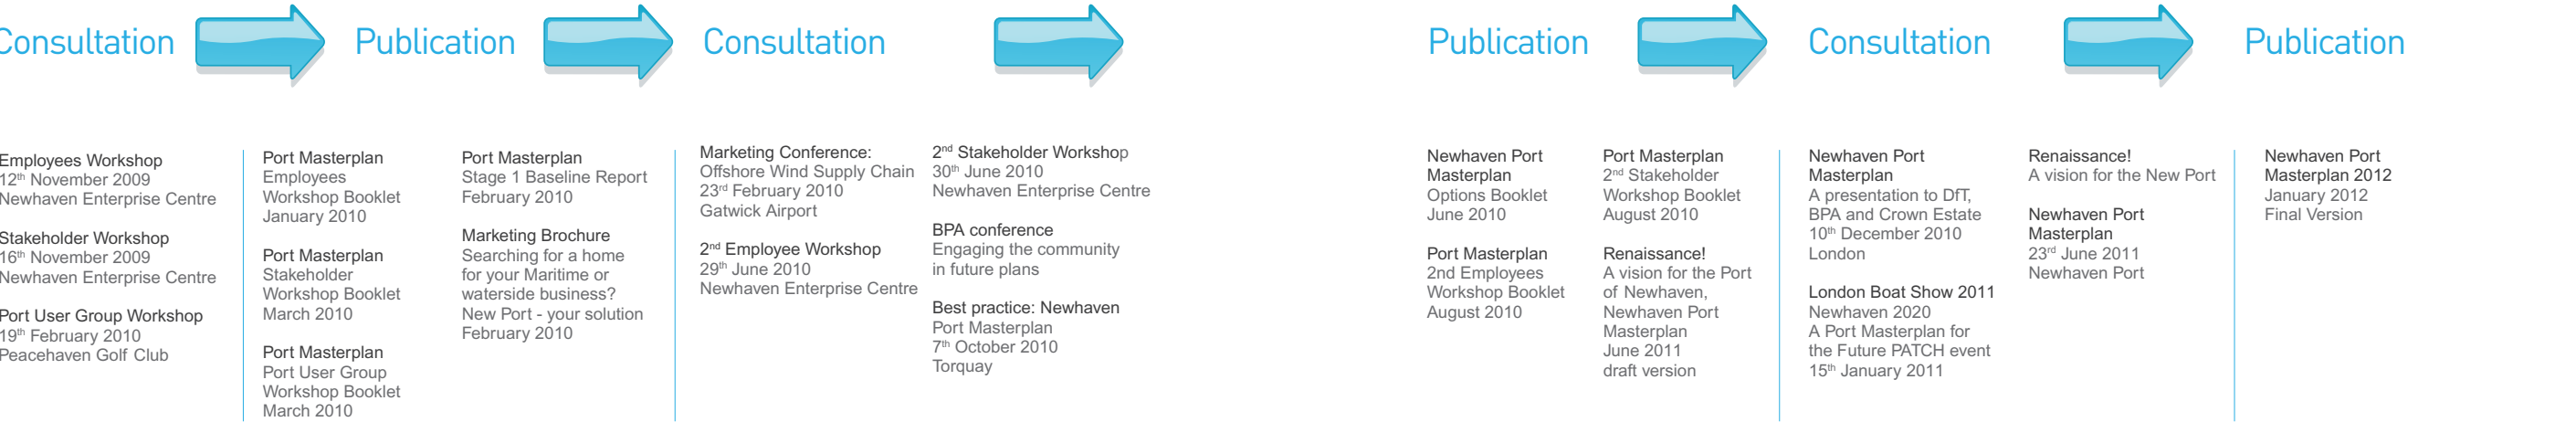 Consultation
Publication
Consultation
Publication
Consultation
Publication
Employees Workshop
12th November 2009
Newhaven Enterprise Centre
Stakeholder Workshop
16th November 2009
Newhaven Enterprise Centre
Port User Group Workshop
19th February 2010
Peacehaven Golf Club
Port Masterplan
Employees
Workshop Booklet
January 2010
Port Masterplan
Stakeholder
Workshop Booklet
March 2010
Port Masterplan
Port User Group
Workshop Booklet
March 2010
Port Masterplan
Stage 1 Baseline Report
February 2010
Marketing Brochure
Searching for a home
for your Maritime or
waterside business?
New Port - your solution
February 2010
Marketing Conference:
Offshore Wind Supply Chain
23rd February 2010
Gatwick Airport
2nd Employee Workshop
29th June 2010
Newhaven Enterprise Centre
2nd Stakeholder Workshop
30th June 2010
Newhaven Enterprise Centre
BPA conference
Engaging the community
in future plans
Best practice: Newhaven
Port Masterplan
7th October 2010
Torquay
Newhaven Port
Masterplan
Options Booklet
June 2010
Port Masterplan
2nd Employees
Workshop Booklet
August 2010
Port Masterplan
2nd Stakeholder
Workshop Booklet
August 2010
Renaissance!
A vision for the Port
of Newhaven,
Newhaven Port
Masterplan
June 2011
draft version
Newhaven Port
Masterplan
A presentation to DfT,
BPA and Crown Estate
10th December 2010
London
London Boat Show 2011
Newhaven 2020
A Port Masterplan for
the Future PATCH event
15th January 2011
Renaissance!
A vision for the New Port
Newhaven Port
Masterplan
23rd June 2011
Newhaven Port
Newhaven Port
Masterplan 2012
January 2012
Final Version